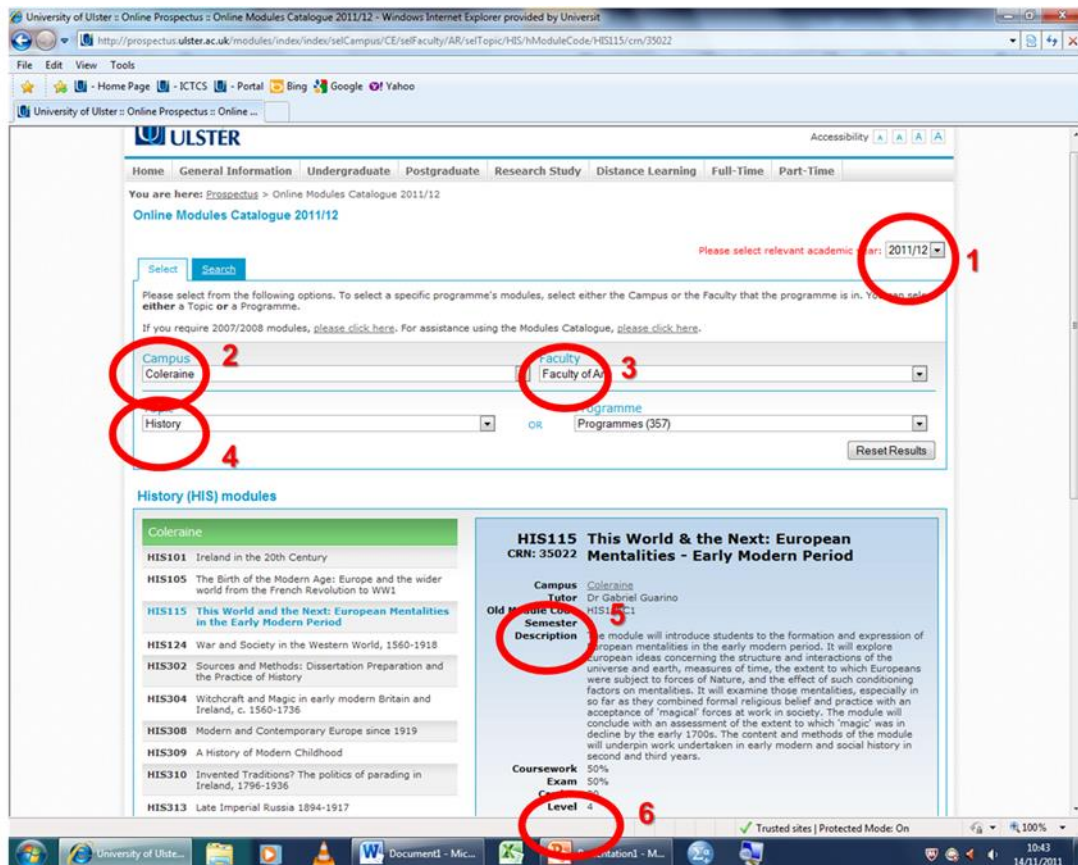 University of Ulster :: Online Prospectus :: Online Modules Catalogue 2011/12 - Windows Internet Explorer provided by Universit
http://prospectus.ulster.ac.uk/modules/index/index/selCampus/CE/selFaculty/AR/selTopic/HIS/hModuleCode/HIS115/crn/35022
File Edit View Tools
- Home Page - ICTCS - Portal Bing Google Yahoo
University of Ulster :: Online Prospectus :: Online ...
ULSTER
Accessibility A A A A
Home General Information Undergraduate Postgraduate Research Study Distance Learning Full-Time Part-Time
You are here: Prospectus > Online Modules Catalogue 2011/12
Online Modules Catalogue 2011/12
Please select relevant academic year: 2011/12 1
Select Search
Please select from the following options. To select a specific programme's modules, select either the Campus or the Faculty that the programme is in. You can select
either a Topic or a Programme.
If you require 2007/2008 modules, please click here. For assistance using the Modules Catalogue, please click here.
Campus 2 Faculty 3
Coleraine Faculty of Art
Programme
History OR Programmes (357)
4
Reset Results
History (HIS) modules
Coleraine
HIS101 Ireland in the 20th Century
HIS105 The Birth of the Modern Age: Europe and the wider
world from the French Revolution to WW1
HIS115 This World and the Next: European Mentalities
in the Early Modern Period
HIS124 War and Society in the Western World, 1560-1918
HIS302 Sources and Methods: Dissertation Preparation and
the Practice of History
HIS304 Witchcraft and Magic in early modern Britain and
Ireland, c. 1560-1736
HIS308 Modern and Contemporary Europe since 1919
HIS309 A History of Modern Childhood
HIS310 Invented Traditions? The politics of parading in
Ireland, 1796-1936
HIS313 Late Imperial Russia 1894-1917
HIS115 This World & the Next: European
CRN: 35022 Mentalities - Early Modern Period
Campus Coleraine
Tutor Dr Gabriel Guarino
Old Module Code
Semester 5
Description The module will introduce students to the formation and expression of
European mentalities in the early modern period. It will explore
European ideas concerning the structure and interactions of the
universe and earth, measures of time, the extent to which Europeans
were subject to forces of Nature, and the effect of such conditioning
factors on mentalities. It will examine those mentalities, especially in
so far as they combined formal religious belief and practice with an
acceptance of 'magical' forces at work in society. The module will
conclude with an assessment of the extent to which 'magic' was in
decline by the early 1700s. The content and methods of the module
will underpin work undertaken in early modern and social history in
second and third years.
Coursework 50%
Exam 50%
Level 4
6
Trusted sites | Protected Mode: On 100%
University of Ulste... Document1 - Mic... Presentation1 - M... 10:43
14/11/2011